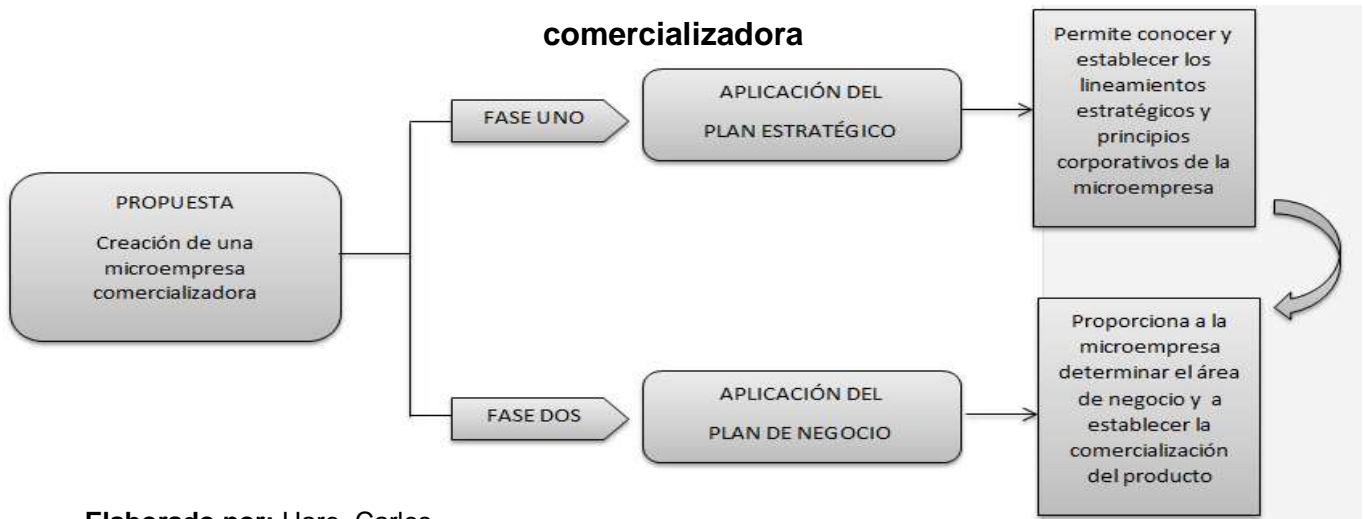 comercializadora
PROPUESTA
Creación de una
microempresa
comercializadora
FASE UNO
APLICACIÓN DEL
PLAN ESTRATÉGICO
Permite conocer y
establecer los
lineamientos
estratégicos y
principios
corporativos de la
microempresa
FASE DOS
APLICACIÓN DEL
PLAN DE NEGOCIO
Proporciona a la
microempresa
determinar el área
de negocio y a
establecer la
comercialización
del producto
Elaborado por: Haro, Carlos